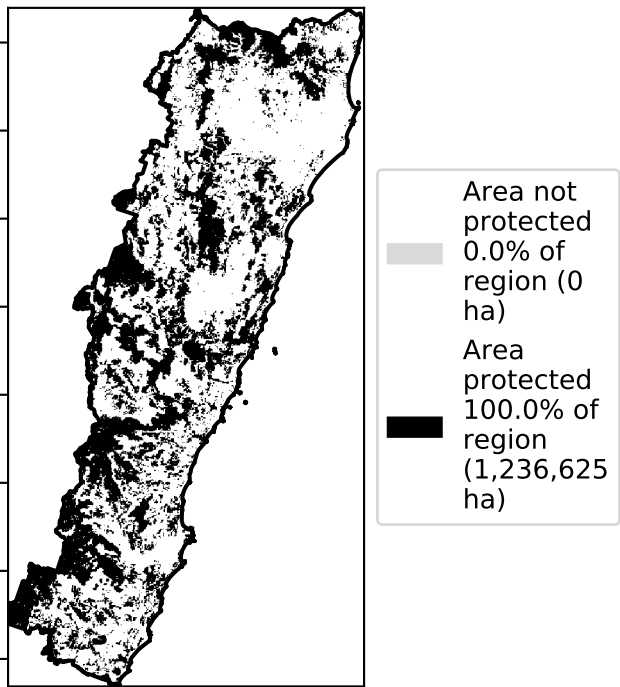 Area not
protected
0.0% of
region (0
ha)
Area
protected
100.0% of
region
(1,236,625
ha)